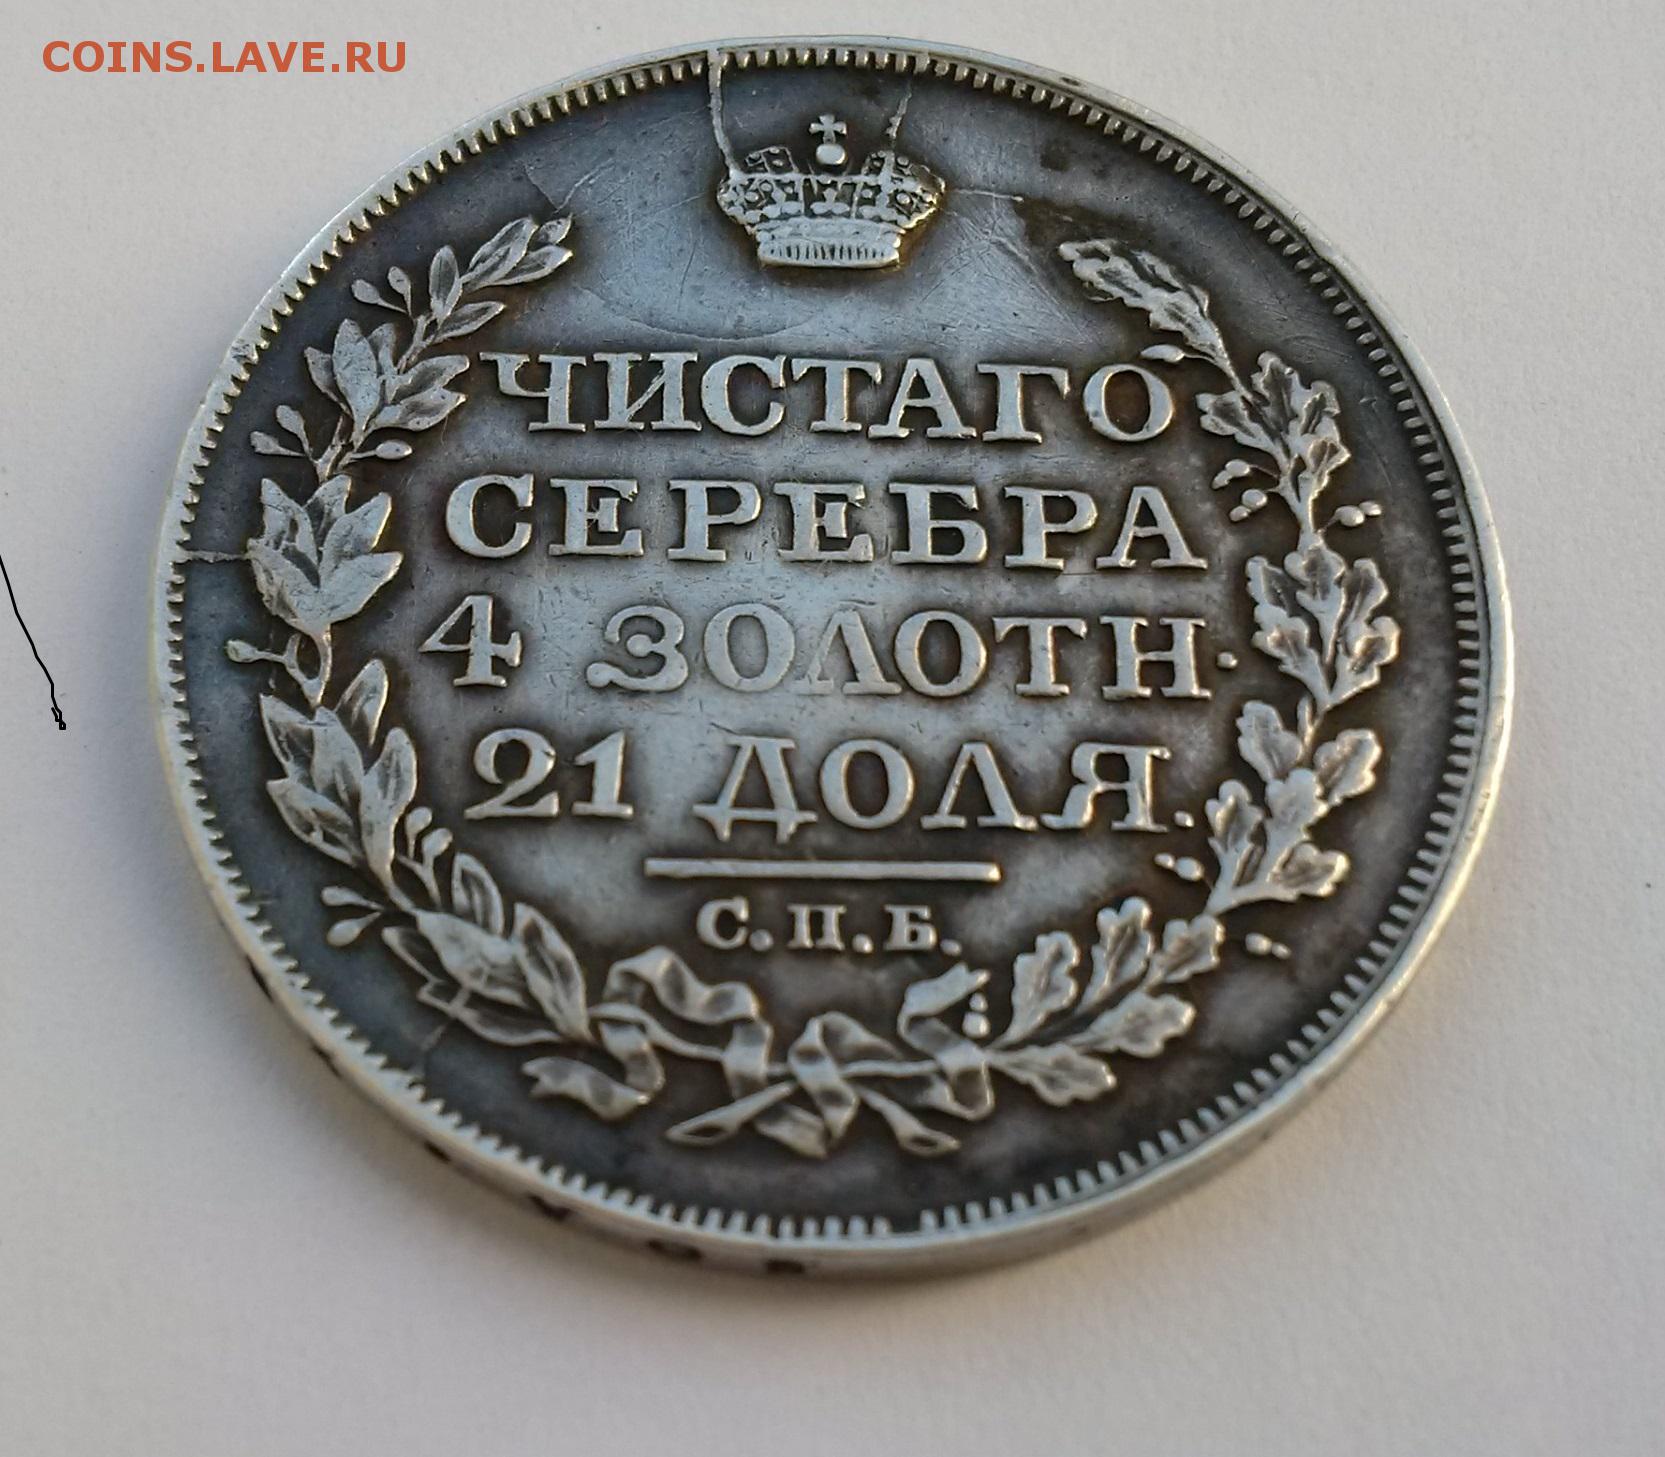 COINS.LAVE.RU
ЧИСТАГО
СЕРЕБРА
4 ЗОЛОТН.
21 ДОЛЯ.
С.П.Б.